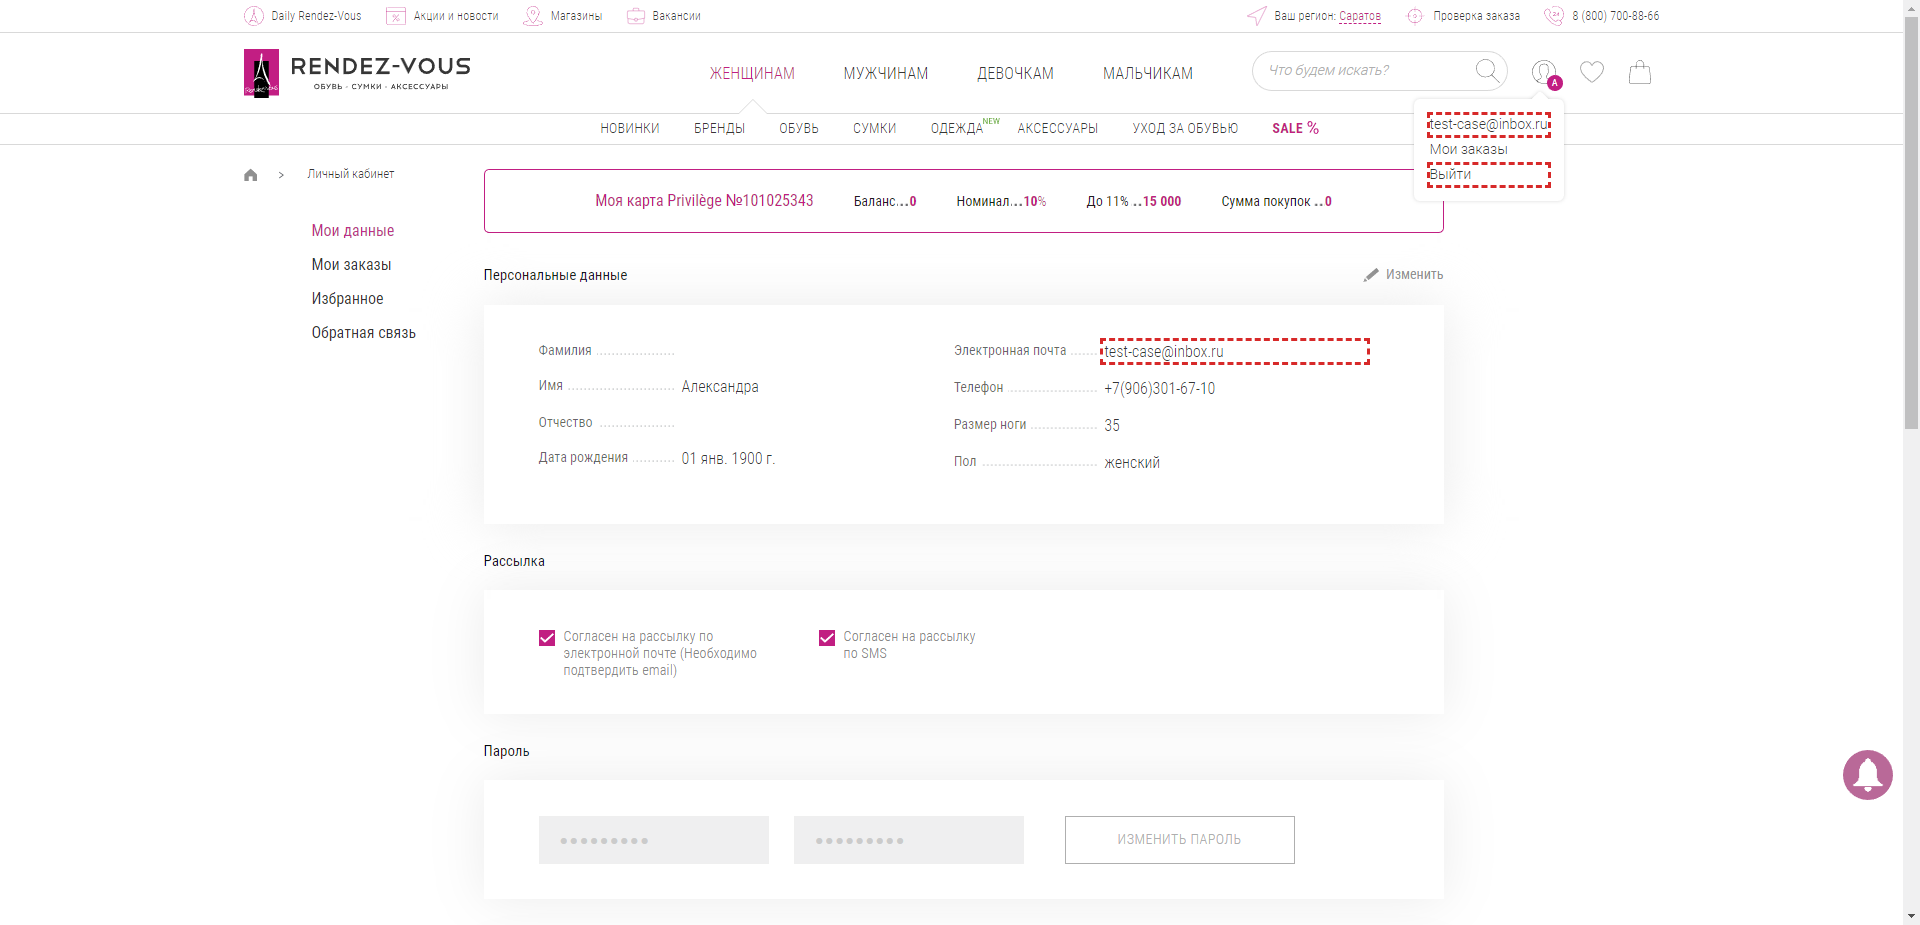 Daily Rendez-Vous
Акции и новости
Магазины
Вакансии
Ваш регион: Саратов
Проверка заказа
24
8 (800) 700-88-66
Rendez-Vous
RENDEZ-VOUS
ОБУВЬ · СУМКИ · АКСЕССУАРЫ
ЖЕНЩИНАМ
МУЖЧИНАМ
ДЕВОЧКАМ
МАЛЬЧИКАМ
Что будем искать?
A
НОВИНКИ
БРЕНДЫ
ОБУВЬ
СУМКИ
ОДЕЖДА NEW
АКСЕССУАРЫ
УХОД ЗА ОБУВЬЮ
SALE %
test-case@inbox.ru
Мои заказы
Выйти
> Личный кабинет
Мои данные
Мои заказы
Избранное
Обратная связь
Моя карта Privilège №101025343
Баланс...0
Номинал...10%
До 11% ..15 000
Сумма покупок ..0
Персональные данные
Изменить
Фамилия
Имя Александра
Отчество
Дата рождения 01 янв. 1900 г.
Электронная почта test-case@inbox.ru
Телефон +7(906)301-67-10
Размер ноги 35
Пол женский
Рассылка
Согласен на рассылку по
электронной почте (Необходимо
подтвердить email)
Согласен на рассылку
по SMS
Пароль
ИЗМЕНИТЬ ПАРОЛЬ